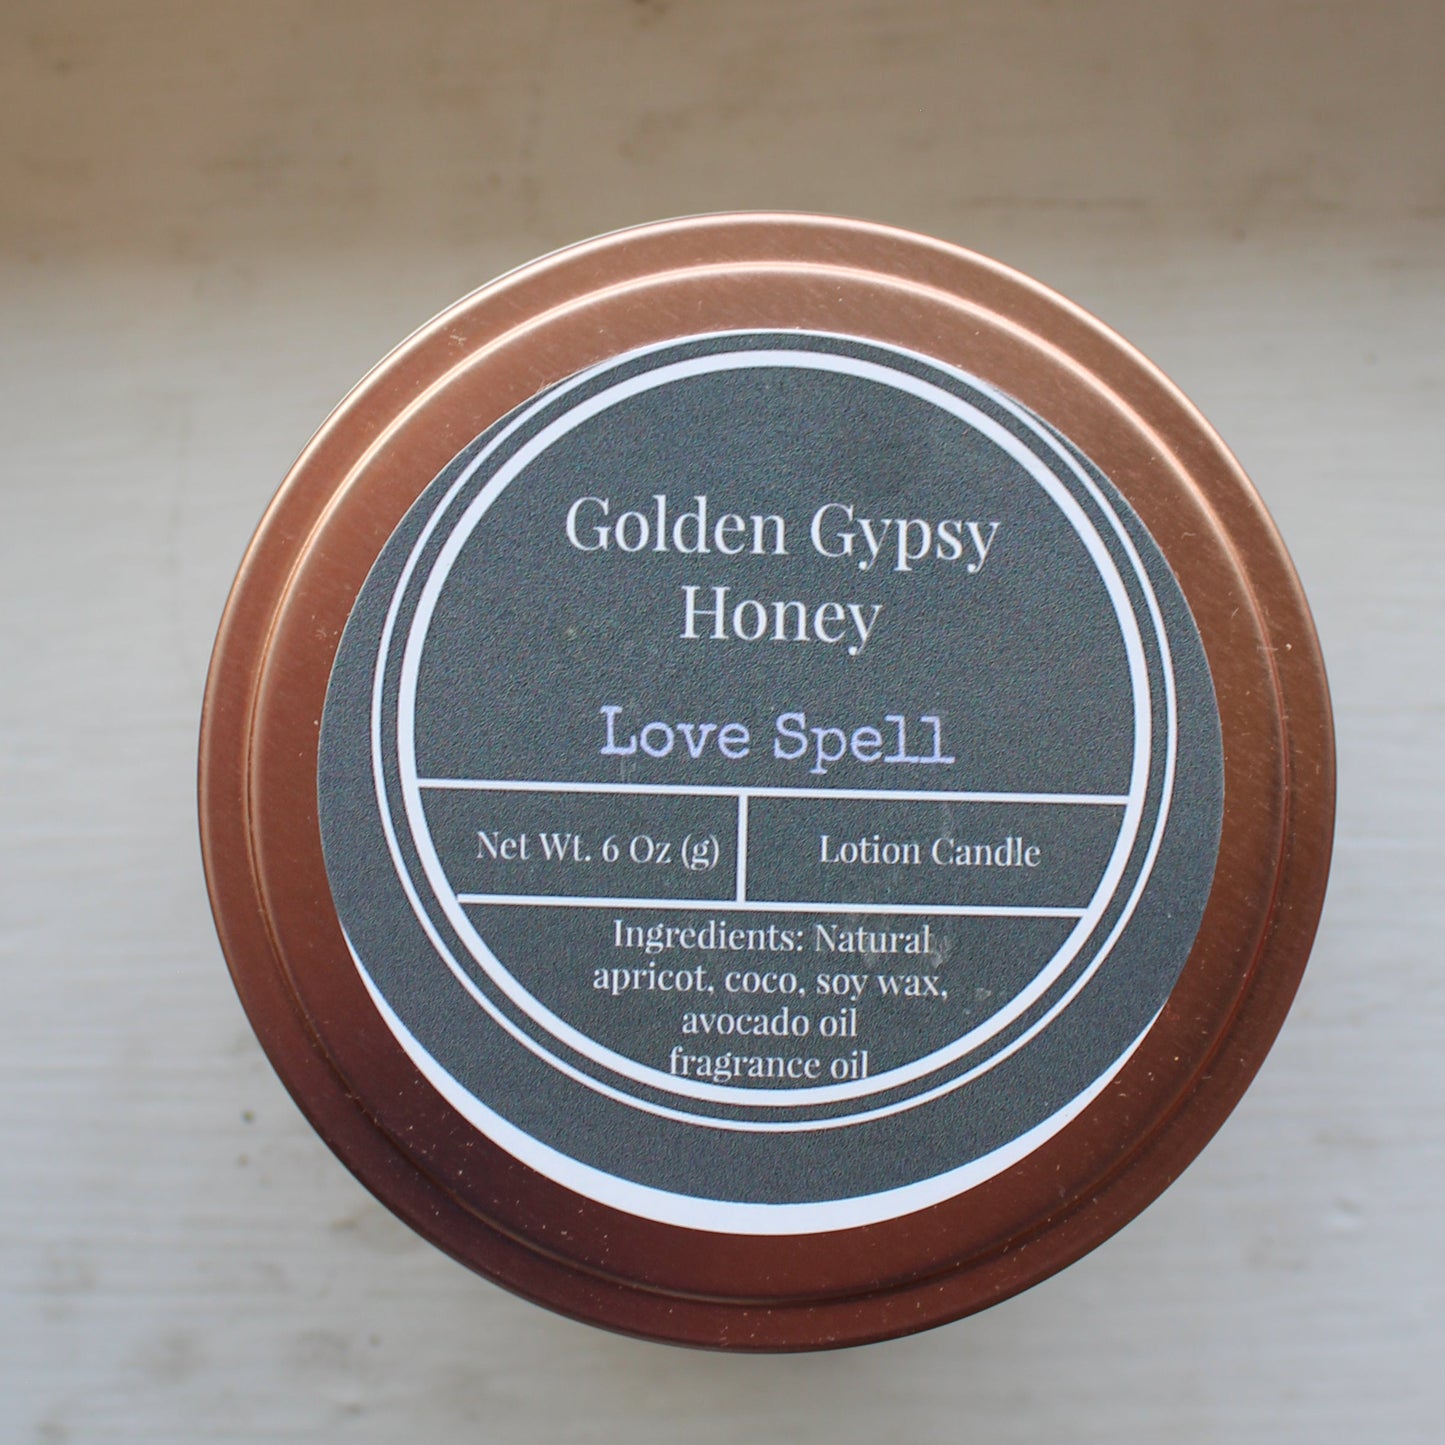 Golden Gypsy
Honey
Love Spell
Net Wt. 6 Oz (g)
Lotion Candle
Ingredients: Natural
apricot, coco, soy wax,
avocado oil
fragrance oil